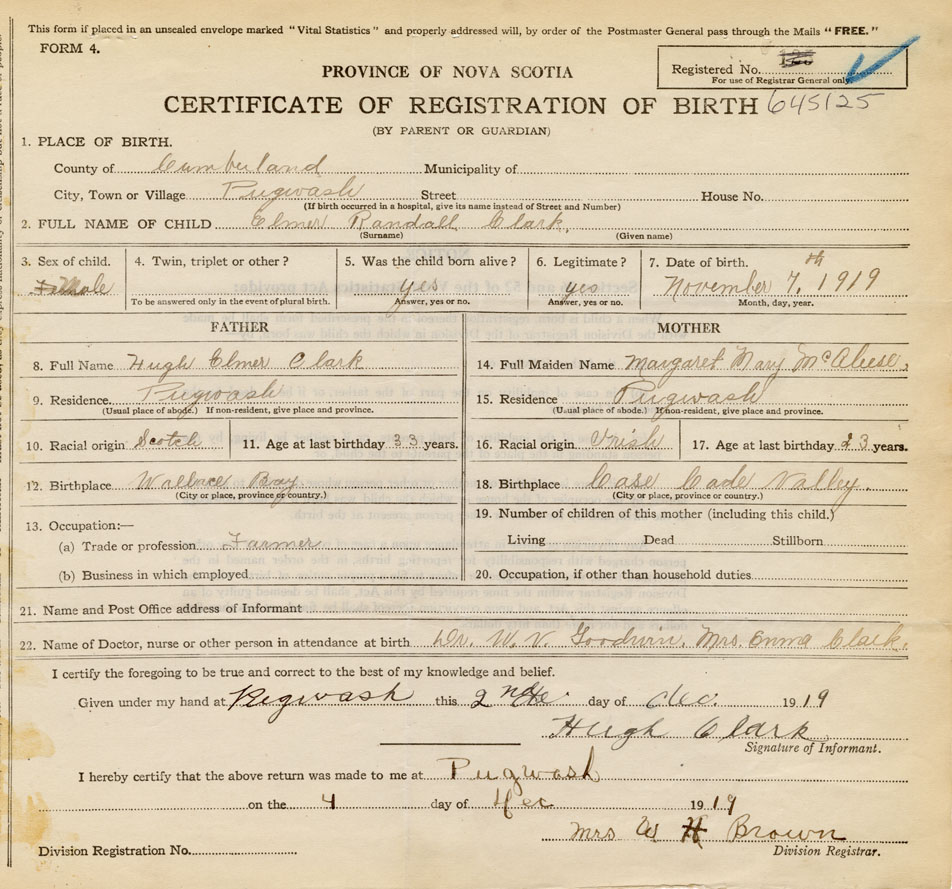 This form if placed in an unsealed envelope marked "Vital Statistics" and properly addressed will, by order of the Postmaster General pass through the Mails "FREE."
FORM 4.
Registered No.
For use of Registrar General only.
PROVINCE OF NOVA SCOTIA
CERTIFICATE OF REGISTRATION OF BIRTH 645125
(BY PARENT OR GUARDIAN)
1. PLACE OF BIRTH.
County of Cumberland Municipality of
City, Town or Village Pugwash Street House No.
(If birth occurred in a hospital, give its name instead of Street and Number)
2. FULL NAME OF CHILD Elmer Randall Clark,
(Surname) (Given name)
3. Sex of child. 4. Twin, triplet or other? 5. Was the child born alive? 6. Legitimate? 7. Date of birth.
Male yes yes November 7th, 1919
To be answered only in the event of plural birth. Answer, yes or no. Answer, yes or no. Month, day, year.
FATHER MOTHER
8. Full Name Hugh Elmer Clark 14. Full Maiden Name Margaret Mary McAleese,
9. Residence. Pugwash 15. Residence Pugwash
(Usual place of abode.) If non-resident, give place and province. (Usual place of abode.) If non-resident, give place and province.
10. Racial origin Scotch 11. Age at last birthday 33 years. 16. Racial origin Irish 17. Age at last birthday 23 years.
12. Birthplace Wallace Bay 18. Birthplace Case Cade Valley.
(City or place, province or country.) (City or place, province or country.)
13. Occupation:— 19. Number of children of this mother (including this child.)
(a) Trade or profession Farmer Living Dead Stillborn
(b) Business in which employed 20. Occupation, if other than household duties
21. Name and Post Office address of Informant
22. Name of Doctor, nurse or other person in attendance at birth Dr. W. V. Goodwin, Mrs. Emma Clark.
I certify the foregoing to be true and correct to the best of my knowledge and belief.
Given under my hand at Pugwash this 2nd day of Dec. 1919
Hugh Clark
Signature of Informant.
I hereby certify that the above return was made to me at Pugwash
on the 4 day of Dec 1919
Mrs W H Brown
Division Registration No. Division Registrar.